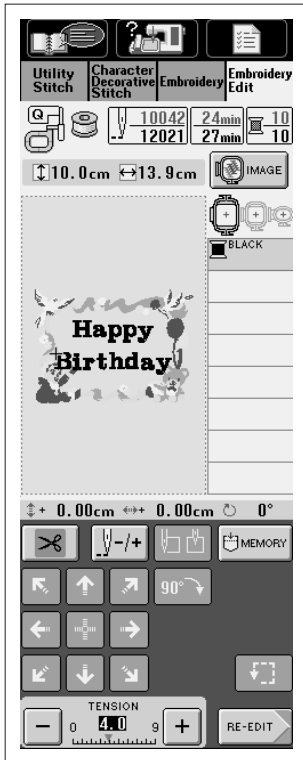 Utility Stitch
Character Decorative Stitch
Embroidery
Embroidery Edit
Q
10042
12021
24min
27min
10
10
10.0cm
13.9cm
IMAGE
BLACK
Happy
Birthday
+ 0.00cm
+ 0.00cm
0°
-/+
MEMORY
90°
TENSION
- 0 4.0 9 +
RE-EDIT